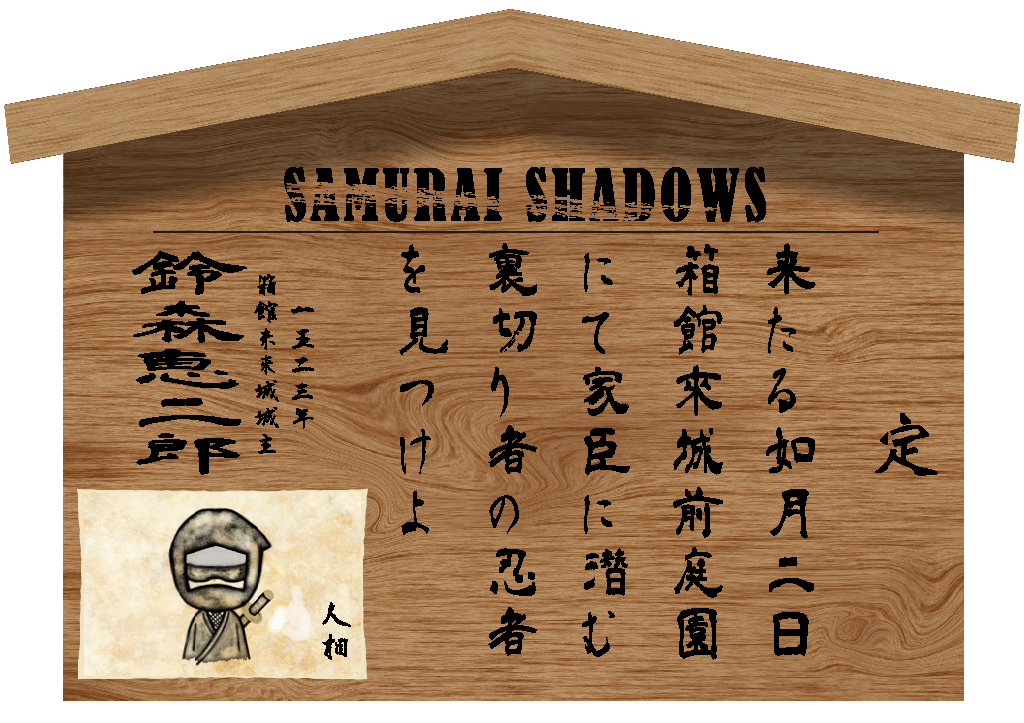 SAMURAI SHADOWS
定
来たる如月二日
箱館來城前庭園
にて家臣に潜む
裏切り者の忍者
を見つけよ
一五二三年
箱館未来城城主
鈴森恵二郎
人相